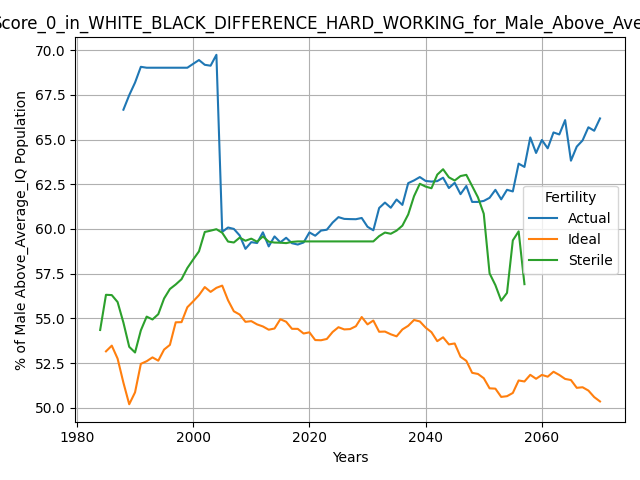 Score_0_in_WHITE_BLACK_DIFFERENCE_HARD_WORKING_for_Male_Above_Ave
70.0
67.5
65.0
62.5
60.0
57.5
55.0
52.5
50.0
% of Male Above_Average_IQ Population
Fertility
Actual
Ideal
Sterile
1980
2000
2020
2040
2060
Years